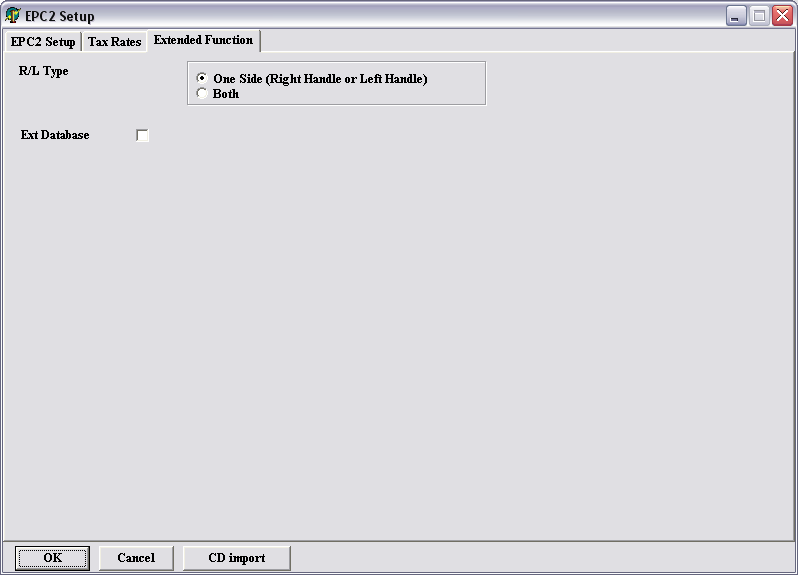 EPC2 Setup
EPC2 Setup Tax Rates Extended Function
R/L Type
One Side (Right Handle or Left Handle)
Both
Ext Database
OK Cancel CD import